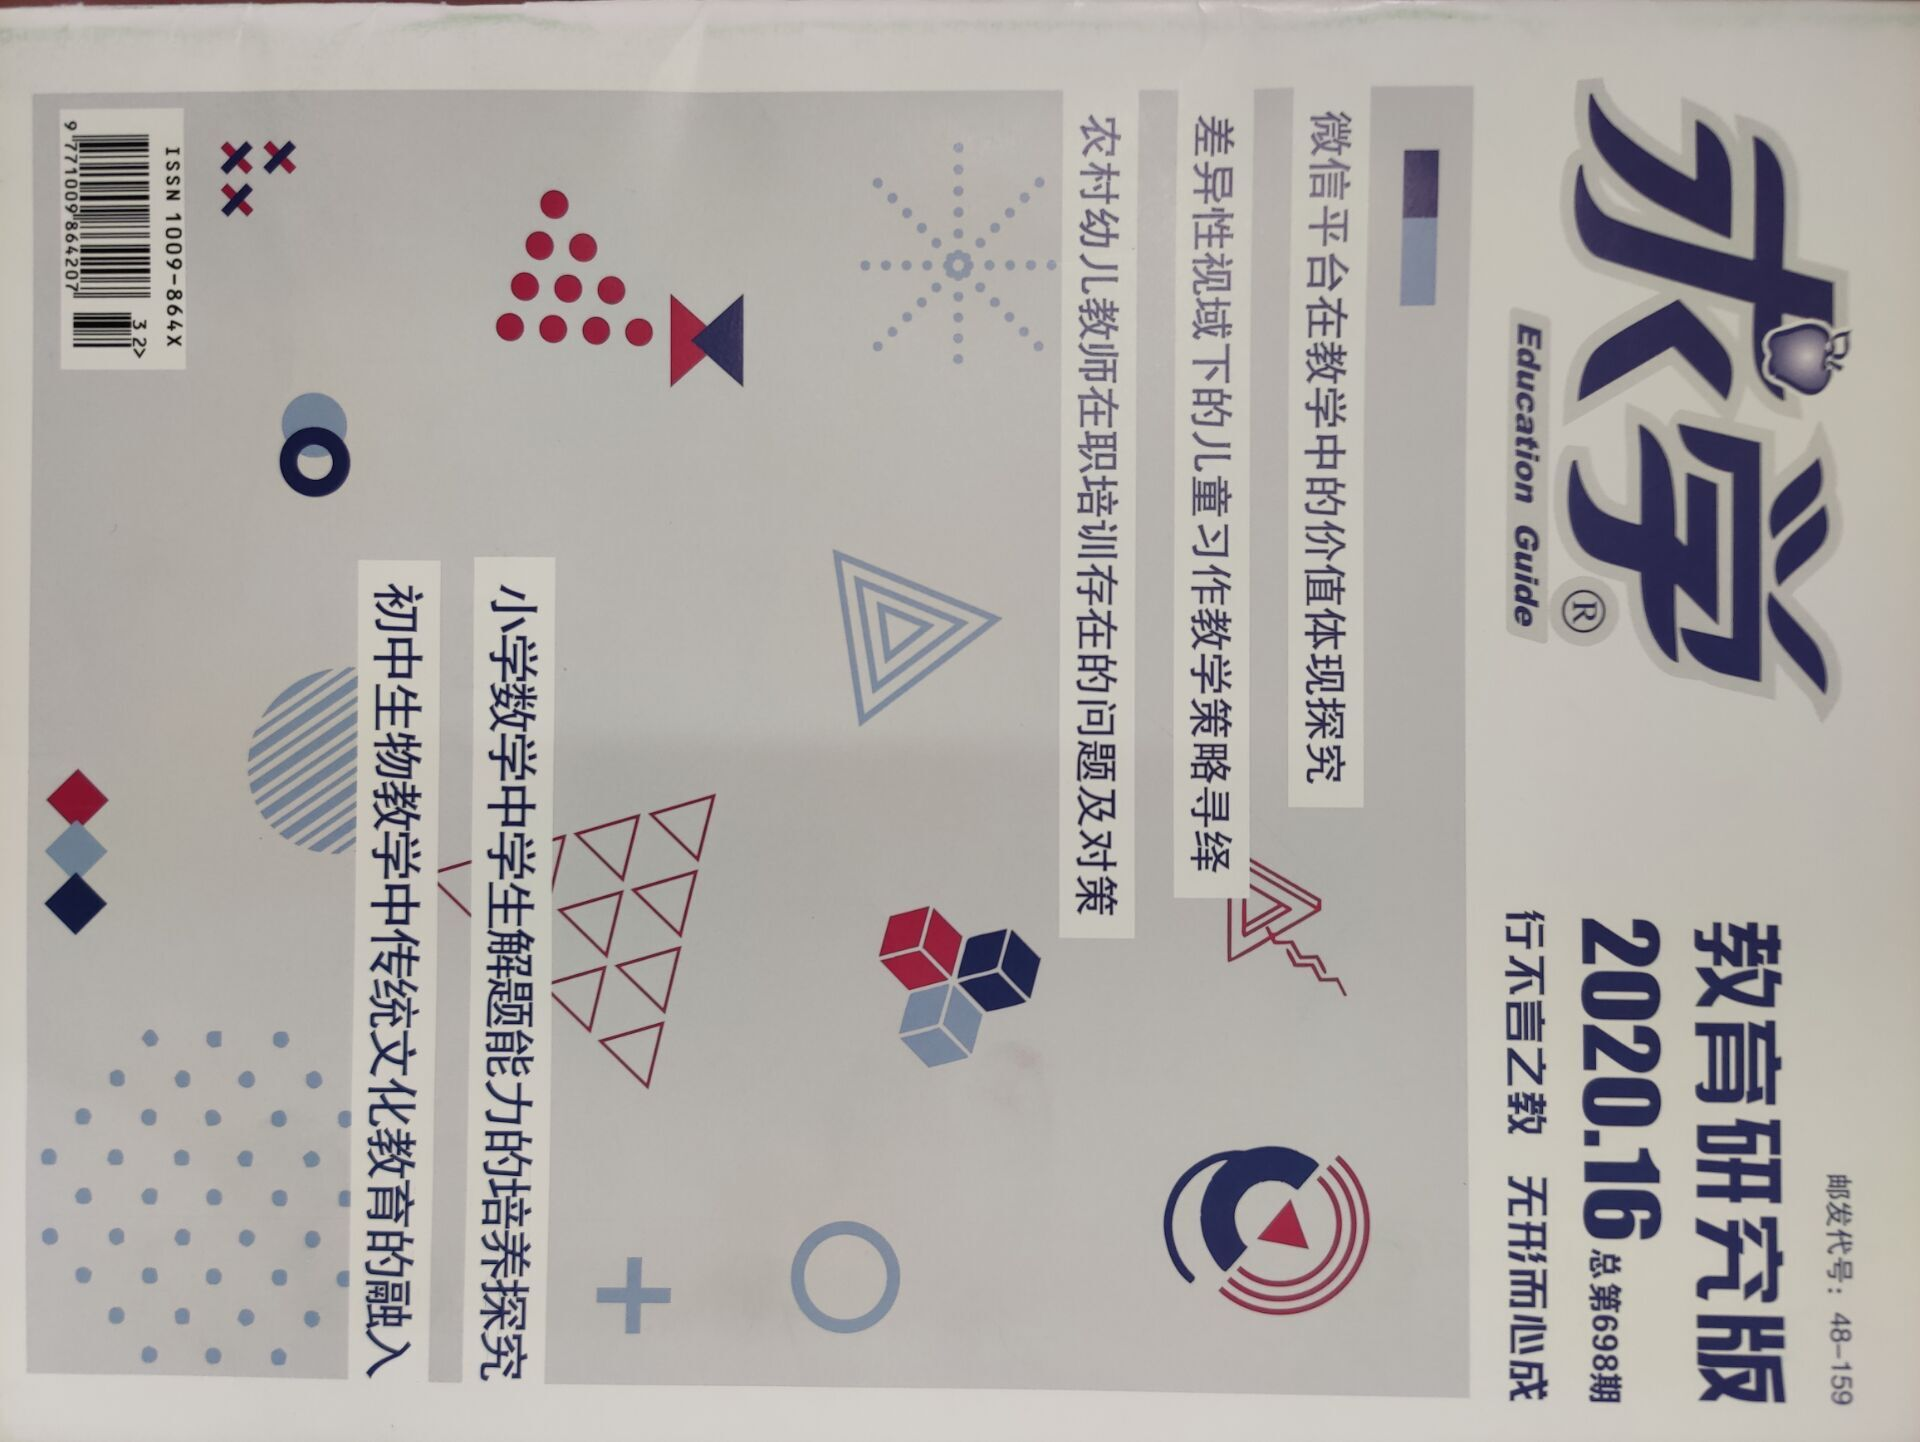 邮发代号：48-159
求学®
Education Guide
教育研究版
2020.16 总第698期
行不言之教 无形而心成
微信平台在教学中的价值体现探究
差异性视域下的儿童习作教学策略寻绎
农村幼儿教师在职培训存在的问题及对策
小学数学中学生解题能力的培养探究
初中生物教学中传统文化教育的融入
ISSN 1009-864X
9 771009 864207
32>